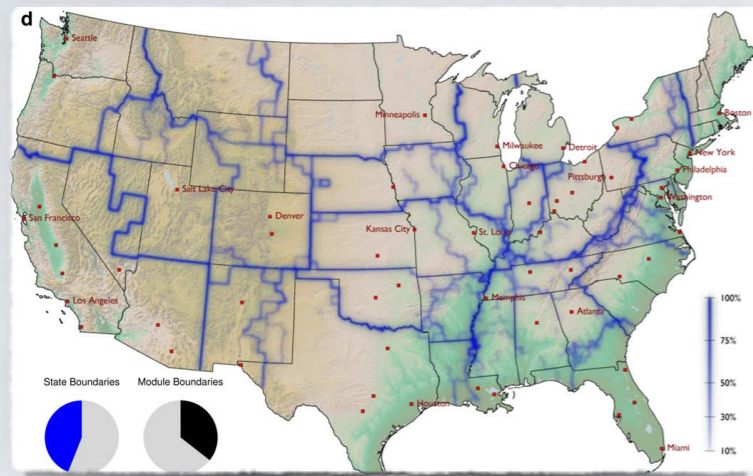 d
Seattle
Minneapolis
Milwaukee
Detroit
Boston
New York
Chicago
Pittsburgh
Philadelphia
Salt Lake City
Washington
San Francisco
Denver
Kansas City
St. Louis
Los Angeles
Memphis
Atlanta
100%
75%
50%
30%
10%
State Boundaries
Module Boundaries
Houston
Miami